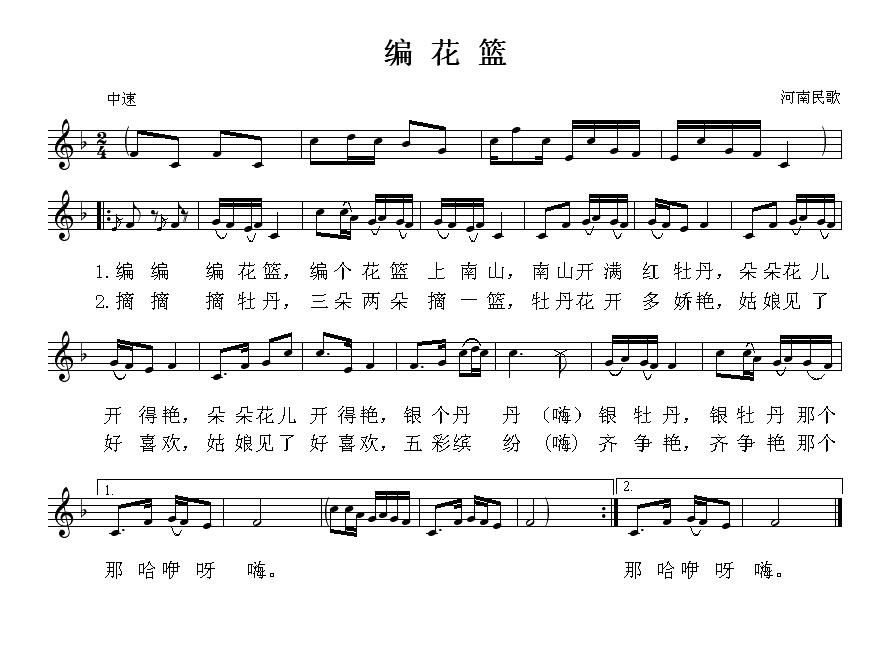 编花篮
中速
河南民歌
2
4
1.编 编 编花篮，编个花篮上南山，南山开满红牡丹，朵朵花儿
2.摘 摘 摘牡丹，三朵两朵摘一篮，牡丹花开多娇艳，姑娘见了
开得艳，朵朵花儿开得艳，银个丹丹（嗨）银牡丹，银牡丹那个
好喜欢，姑娘见了好喜欢，五彩缤纷（嗨）齐争艳，齐争艳那个
1.
2.
那哈咿呀嗨。 那哈咿呀嗨。